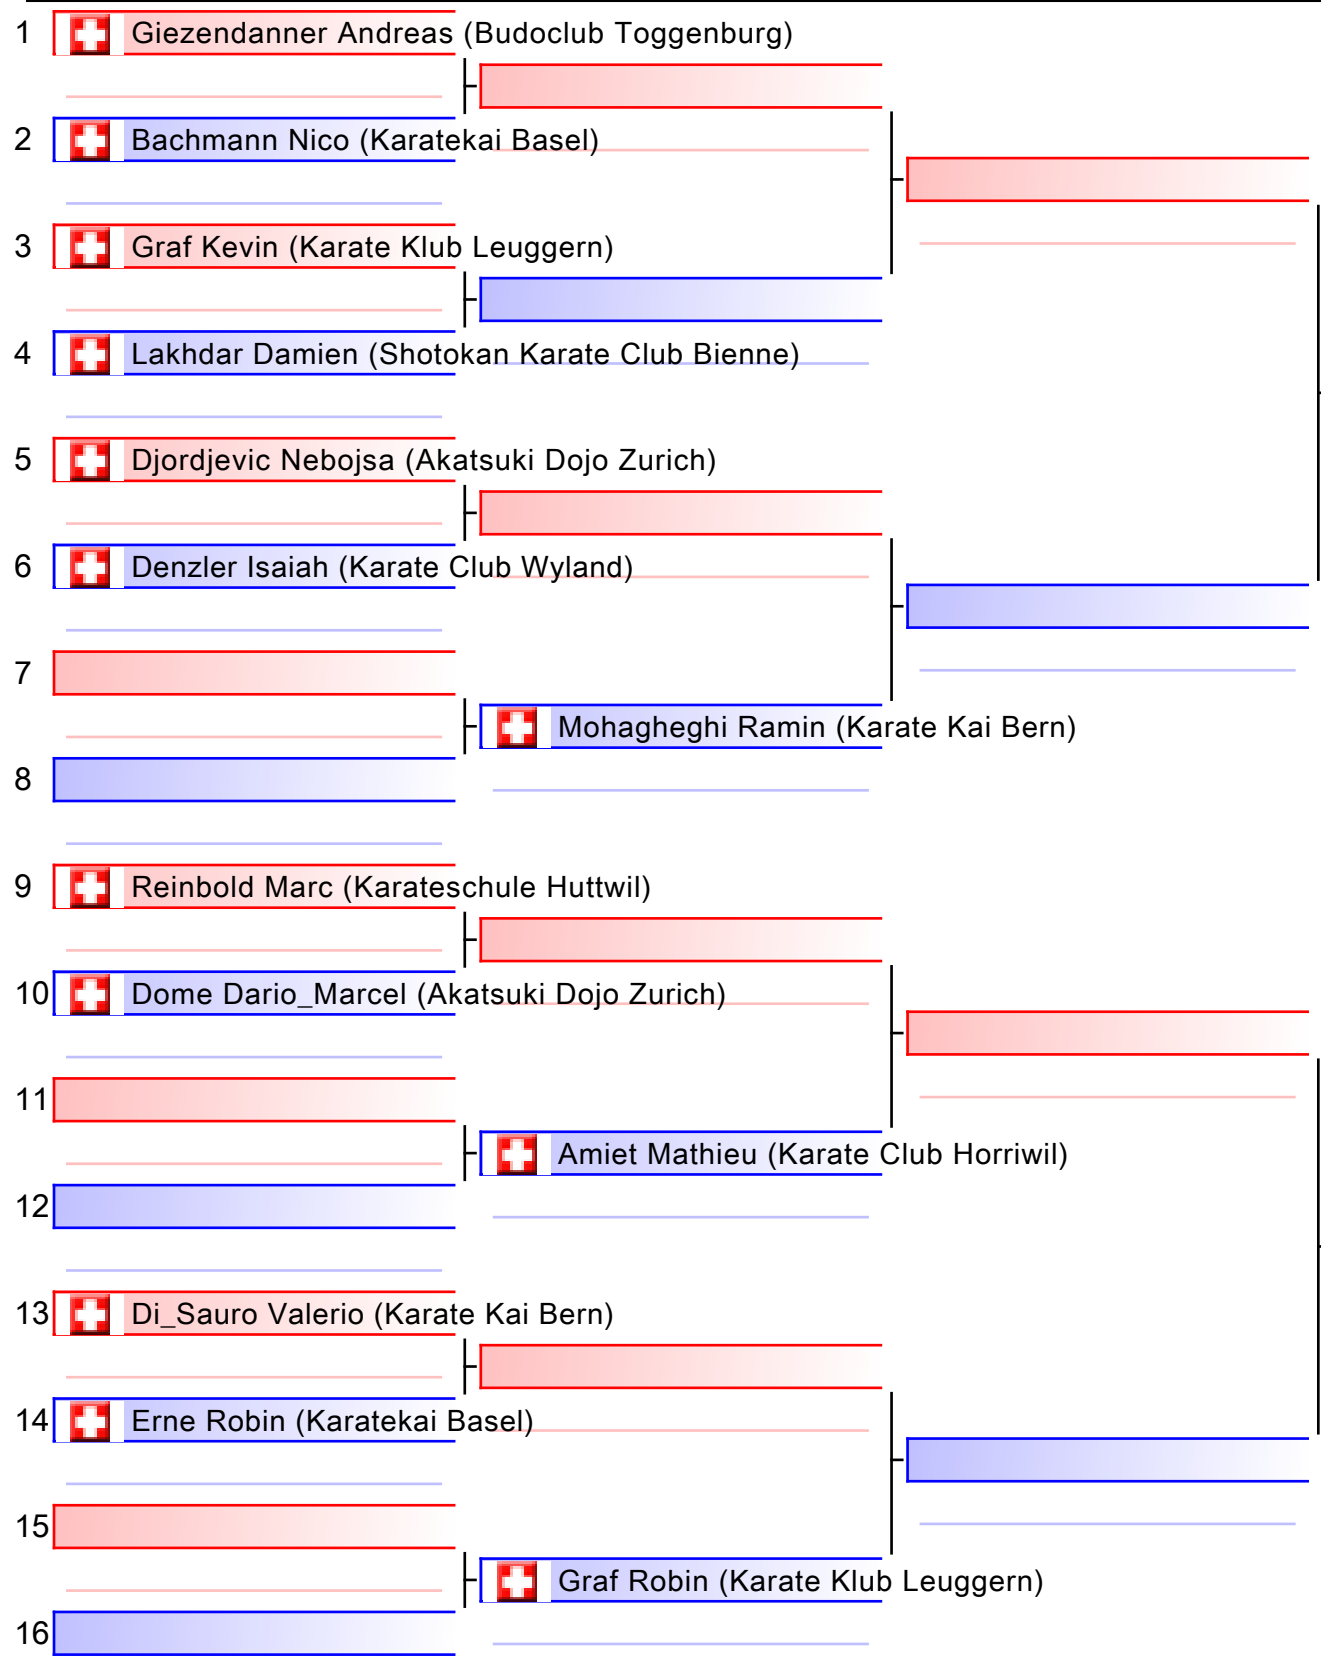 1 Giezendanner Andreas (Budoclub Toggenburg)
2 Bachmann Nico (Karatekai Basel)
3 Graf Kevin (Karate Klub Leuggern)
4 Lakhdar Damien (Shotokan Karate Club Bienne)
5 Djordjevic Nebojsa (Akatsuki Dojo Zurich)
6 Denzler Isaiah (Karate Club Wyland)
7
Mohagheghi Ramin (Karate Kai Bern)
8
9 Reinbold Marc (Karateschule Huttwil)
10 Dome Dario_Marcel (Akatsuki Dojo Zurich)
11
Amiet Mathieu (Karate Club Horriwil)
12
13 Di_Sauro Valerio (Karate Kai Bern)
14 Erne Robin (Karatekai Basel)
15
Graf Robin (Karate Klub Leuggern)
16